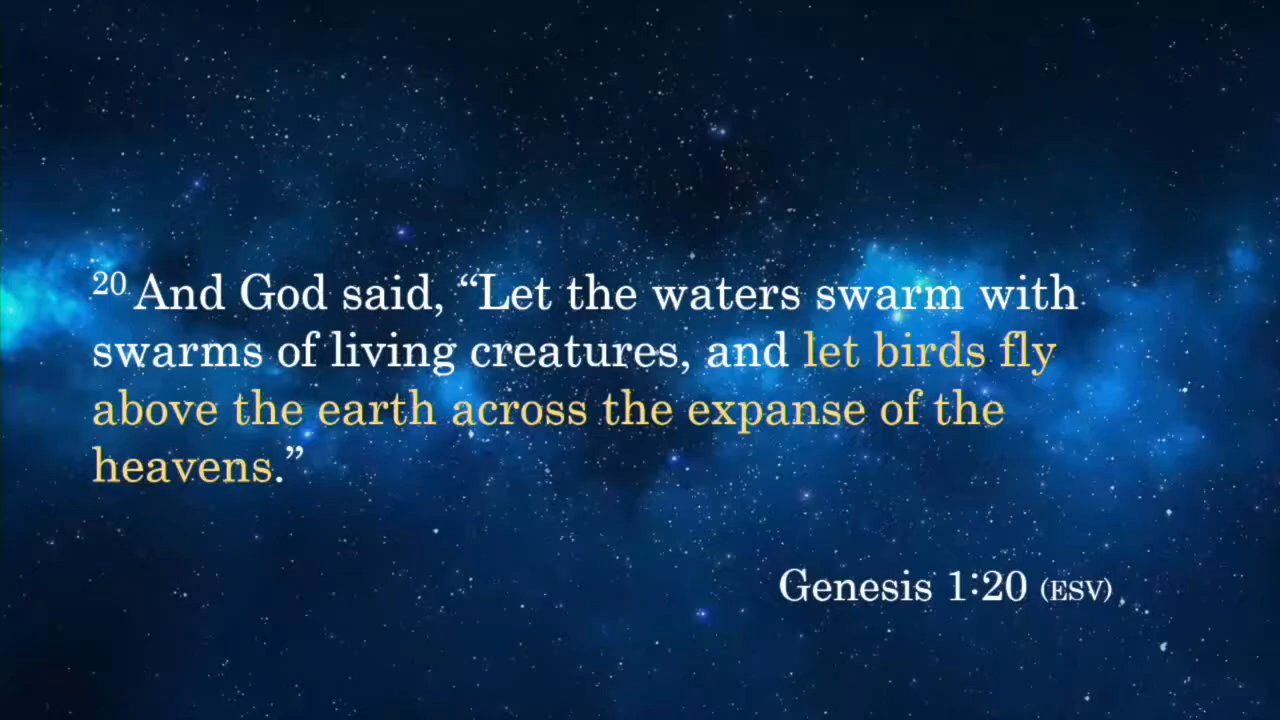 20 And God said, “Let the waters swarm with
swarms of living creatures, and let birds fly
above the earth across the expanse of the
heavens.”
Genesis 1:20 (ESV)